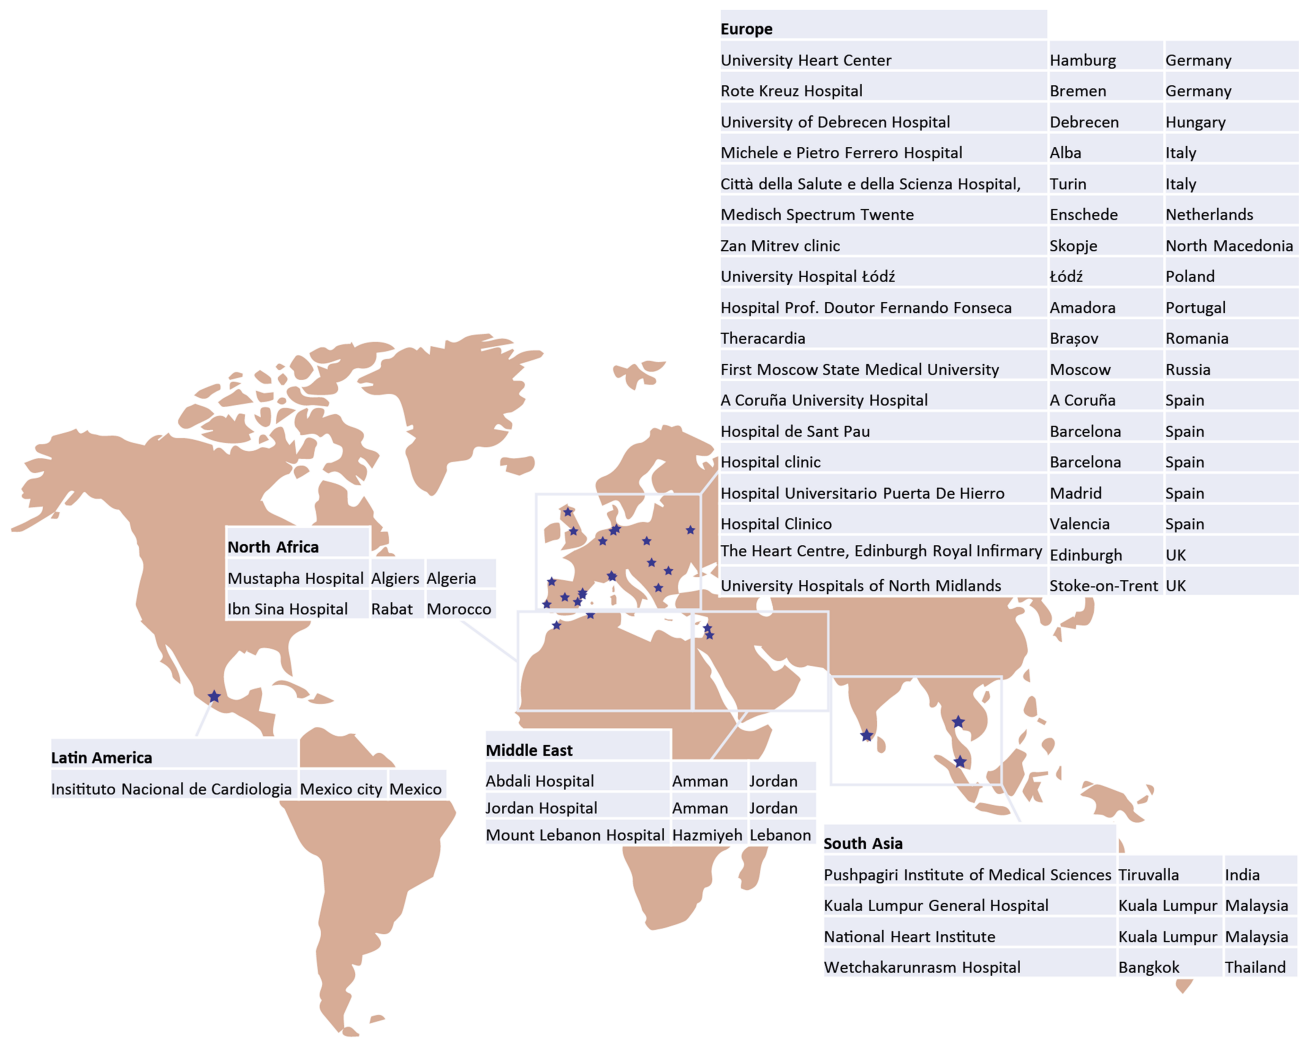 Europe
University Heart Center Hamburg Germany
Rote Kreuz Hospital Bremen Germany
University of Debrecen Hospital Debrecen Hungary
Michele e Pietro Ferrero Hospital Alba Italy
Città della Salute e della Scienza Hospital, Turin Italy
Medisch Spectrum Twente Enschede Netherlands
Zan Mitrev clinic Skopje North Macedonia
University Hospital Łódź Łódź Poland
Hospital Prof. Doutor Fernando Fonseca Amadora Portugal
Theracardia Brașov Romania
First Moscow State Medical University Moscow Russia
A Coruña University Hospital A Coruña Spain
Hospital de Sant Pau Barcelona Spain
Hospital clinic Barcelona Spain
Hospital Universitario Puerta De Hierro Madrid Spain
Hospital Clinico Valencia Spain
The Heart Centre, Edinburgh Royal Infirmary Edinburgh UK
University Hospitals of North Midlands Stoke-on-Trent UK
North Africa
Mustapha Hospital Algiers Algeria
Ibn Sina Hospital Rabat Morocco
Latin America
Insitituto Nacional de Cardiologia Mexico city Mexico
Middle East
Abdali Hospital Amman Jordan
Jordan Hospital Amman Jordan
Mount Lebanon Hospital Hazmiyeh Lebanon
South Asia
Pushpagiri Institute of Medical Sciences Tiruvalla India
Kuala Lumpur General Hospital Kuala Lumpur Malaysia
National Heart Institute Kuala Lumpur Malaysia
Wetchakarunrasm Hospital Bangkok Thailand